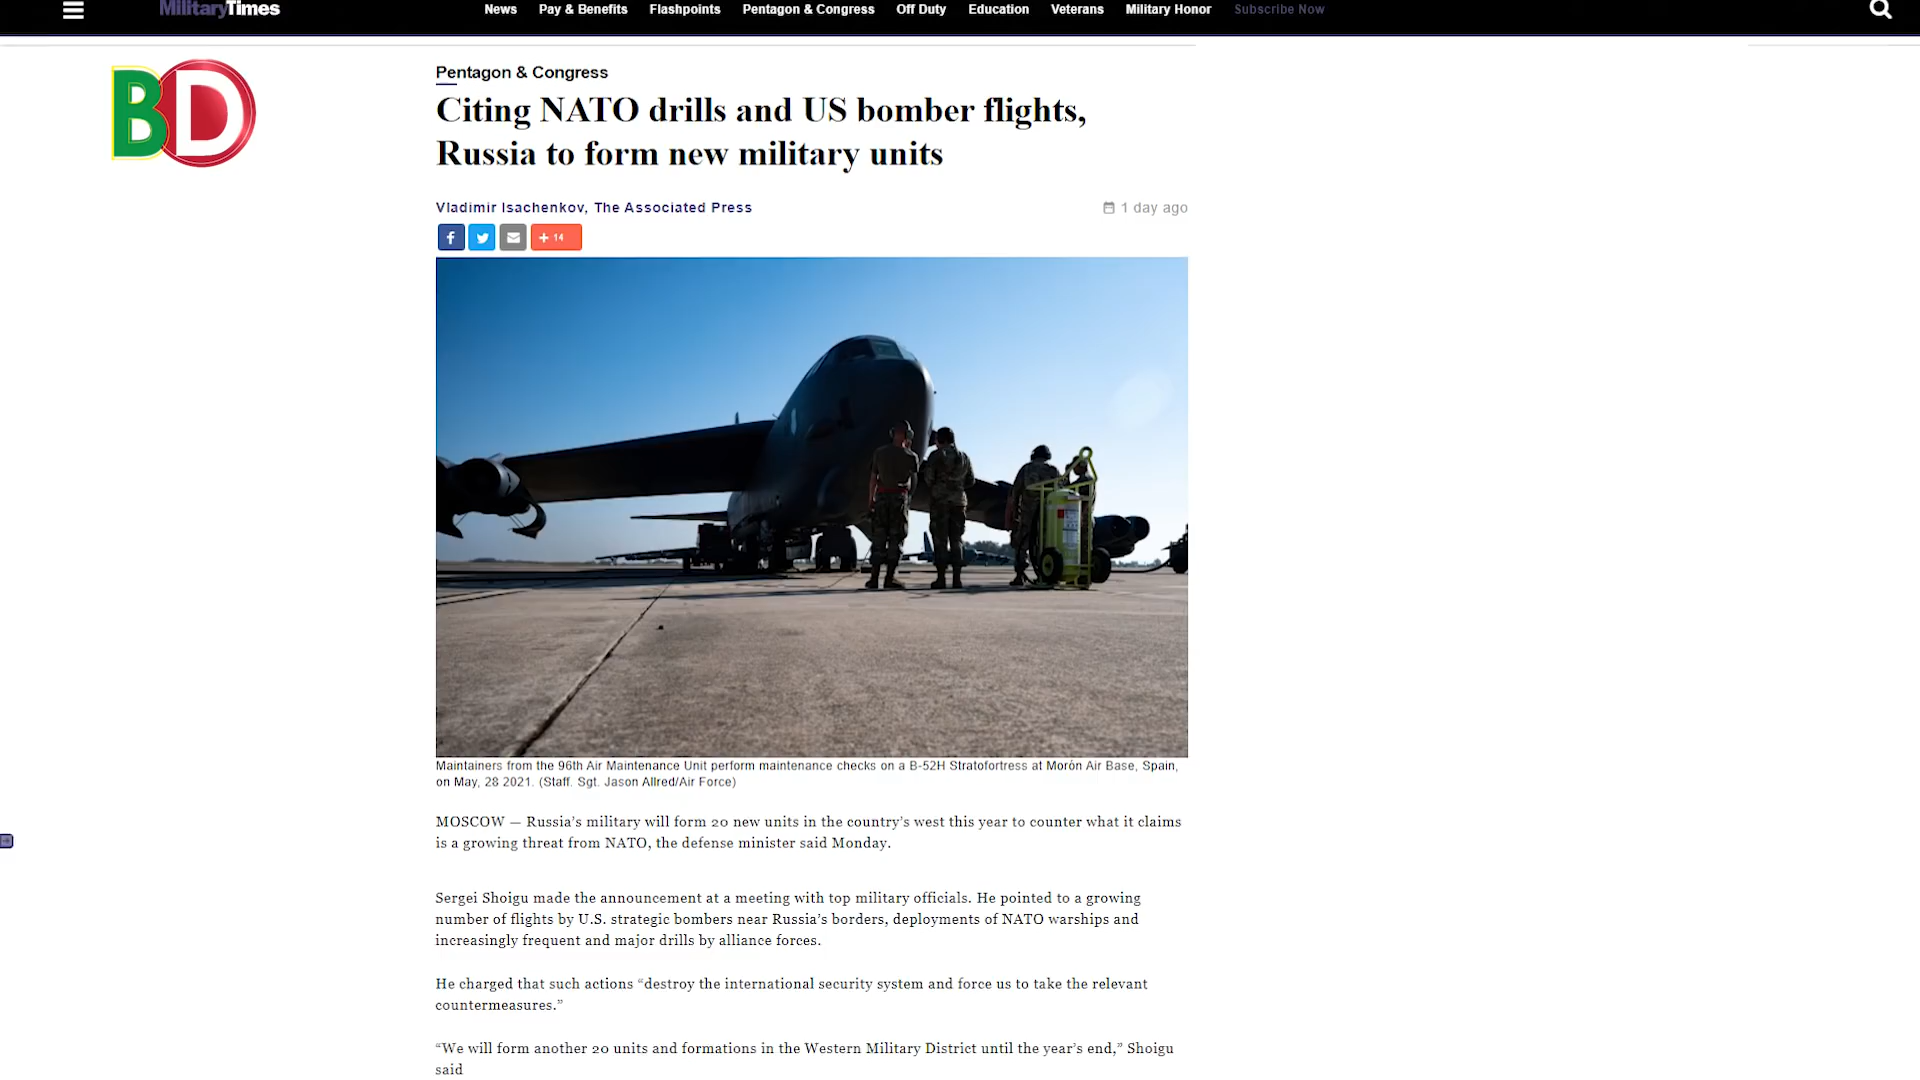 MilitaryTimes
News Pay & Benefits Flashpoints Pentagon & Congress Off Duty Education Veterans Military Honor Subscribe Now
BD
Pentagon & Congress
Citing NATO drills and US bomber flights,
Russia to form new military units
Vladimir Isachenkov, The Associated Press 1 day ago
+ 14
Maintainers from the 96th Air Maintenance Unit perform maintenance checks on a B-52H Stratofortress at Morón Air Base, Spain,
on May, 28 2021. (Staff. Sgt. Jason Allred/Air Force)
MOSCOW — Russia’s military will form 20 new units in the country’s west this year to counter what it claims
is a growing threat from NATO, the defense minister said Monday.
Sergei Shoigu made the announcement at a meeting with top military officials. He pointed to a growing
number of flights by U.S. strategic bombers near Russia’s borders, deployments of NATO warships and
increasingly frequent and major drills by alliance forces.
He charged that such actions “destroy the international security system and force us to take the relevant
countermeasures.”
“We will form another 20 units and formations in the Western Military District until the year’s end,” Shoigu
said